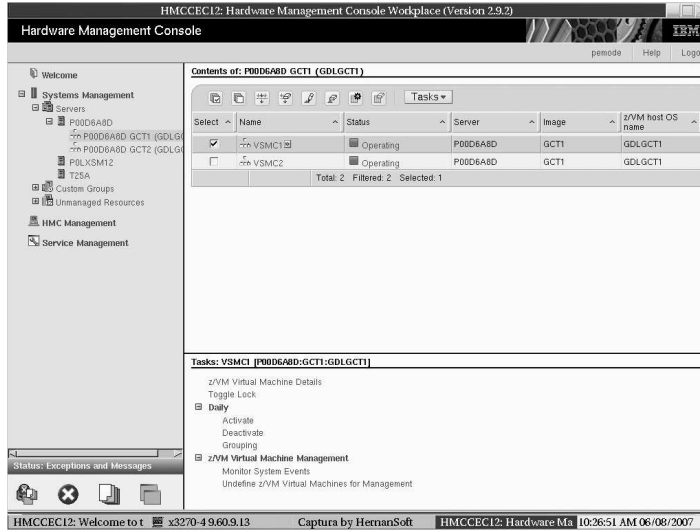 HMCCEC12: Hardware Management Console Workplace (Version 2.9.2)
Hardware Management Console
IBM
pemode Help Logo
Welcome
Systems Management
Servers
P00D6A8D
P00D6A8D GCT1 (GDLG
P00D6A8D GCT2 (GDLG
P0LXSM12
T25A
Custom Groups
Unmanaged Resources
HMC Management
Service Management
Status: Exceptions and Messages
Contents of: P00D6A8D GCT1 (GDLGCT1)
Tasks
Select Name Status Server Image z/VM host OS name
VSMC1 Operating P00D6A8D GCT1 GDLGCT1
VSMC2 Operating P00D6A8D GCT1 GDLGCT1
Total: 2 Filtered: 2 Selected: 1
Tasks: VSMC1 [P00D6A8D:GCT1:GDLGCT1]
z/VM Virtual Machine Details
Toggle Lock
Daily
Activate
Deactivate
Grouping
z/VM Virtual Machine Management
Monitor System Events
Undefine z/VM Virtual Machines for Management
HMCCEC12: Welcome to t x3270-4 9.60.9.13 Captura by HernanSoft HMCCEC12: Hardware Ma 10:26:51 AM 06/08/2007